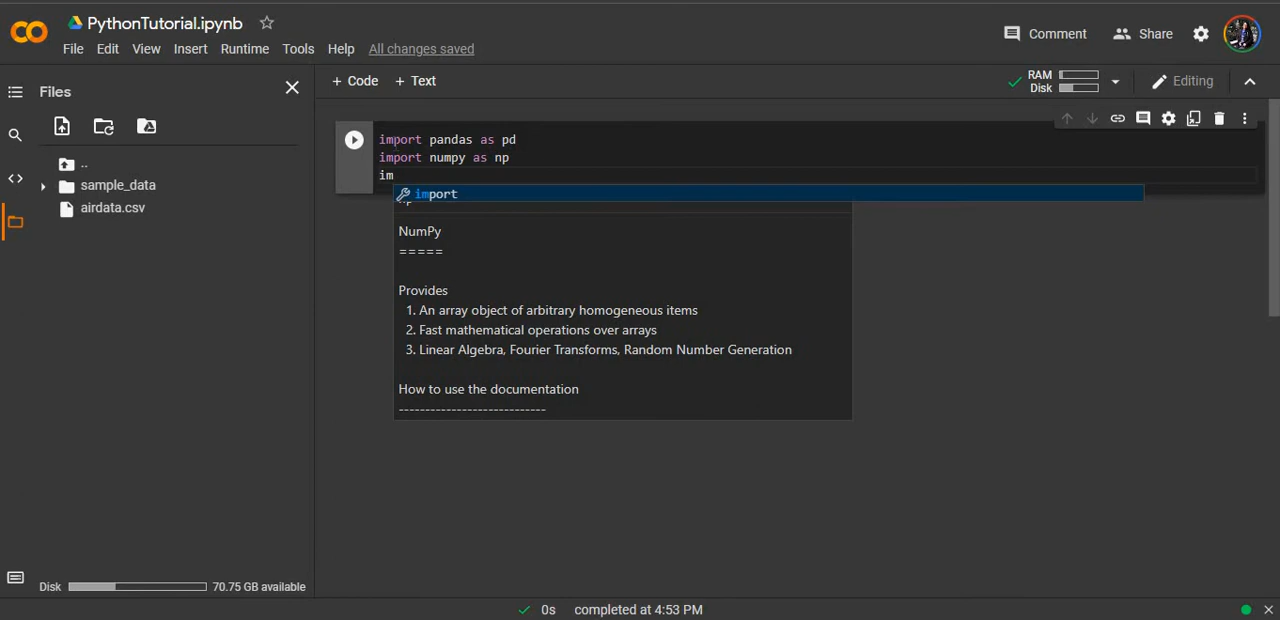 PythonTutorial.ipynb
File Edit View Insert Runtime Tools Help All changes saved
Comment Share
Files
+ Code + Text
RAM
Disk
Editing
..
sample_data
airdata.csv
import pandas as pd
import numpy as np
im
import
NumPy
=====
Provides
1. An array object of arbitrary homogeneous items
2. Fast mathematical operations over arrays
3. Linear Algebra, Fourier Transforms, Random Number Generation
How to use the documentation
----------------------------
Disk 70.75 GB available
0s completed at 4:53 PM